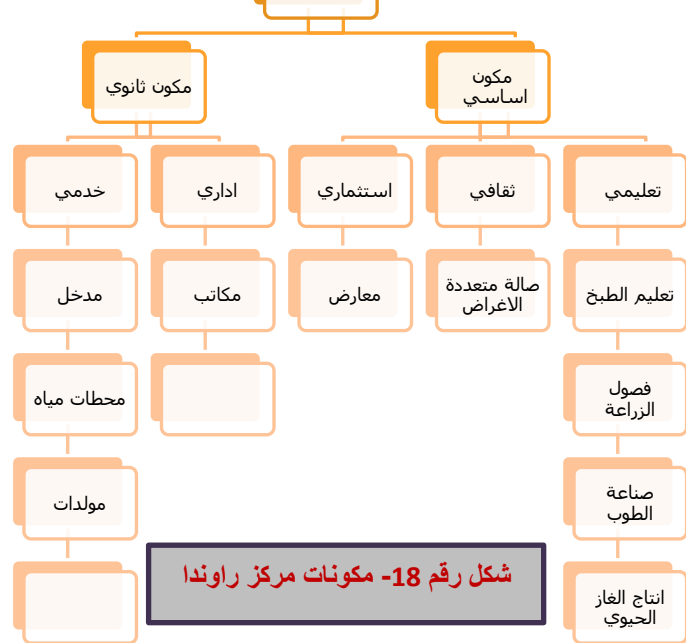 مكون
اساسي
مكون ثانوي
تعليمي
ثقافي
استثماري
اداري
خدمي
تعليم الطبخ
صالة متعددة
الاغراض
معارض
مكاتب
مدخل
فصول
الزراعة
محطات مياه
صناعة
الطوب
مولدات
انتاج الغاز
الحيوي
شكل رقم 18- مكونات مركز راوندا